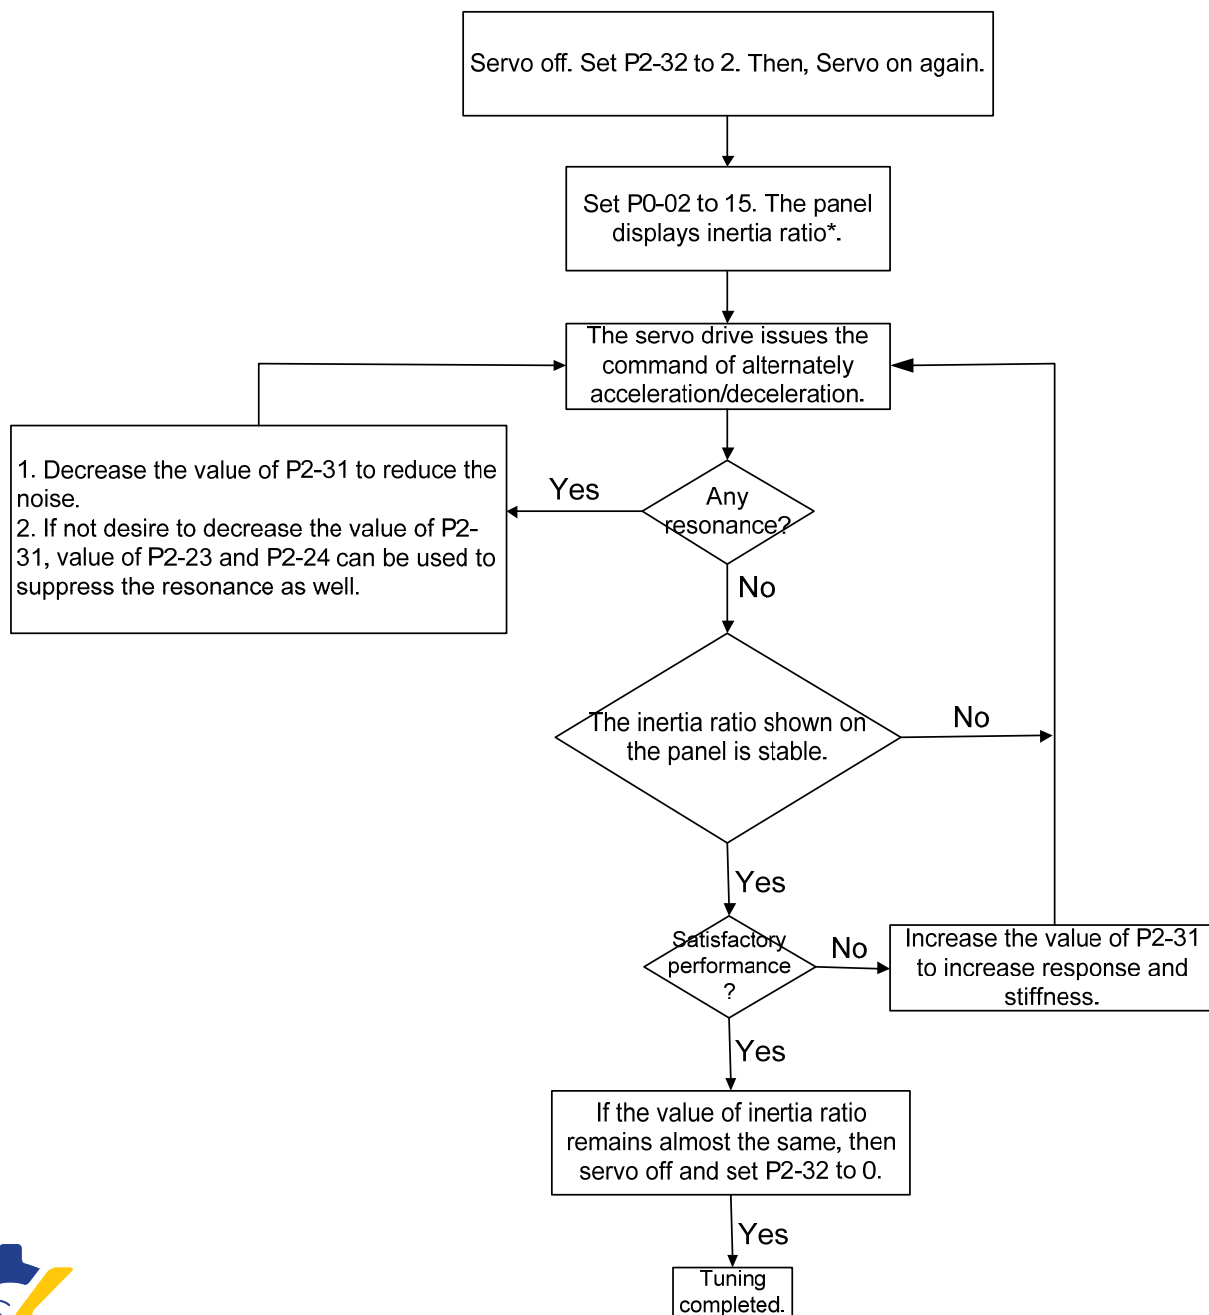 Servo off. Set P2-32 to 2. Then, Servo on again.
Set P0-02 to 15. The panel
displays inertia ratio*.
The servo drive issues the
command of alternately
acceleration/deceleration.
1. Decrease the value of P2-31 to reduce the
noise.
2. If not desire to decrease the value of P2-
31, value of P2-23 and P2-24 can be used to
suppress the resonance as well.
Yes
Any
resonance?
No
The inertia ratio shown on
the panel is stable.
No
Yes
Satisfactory
performance
?
No
Increase the value of P2-31
to increase response and
stiffness.
Yes
If the value of inertia ratio
remains almost the same, then
servo off and set P2-32 to 0.
Yes
Tuning
completed.